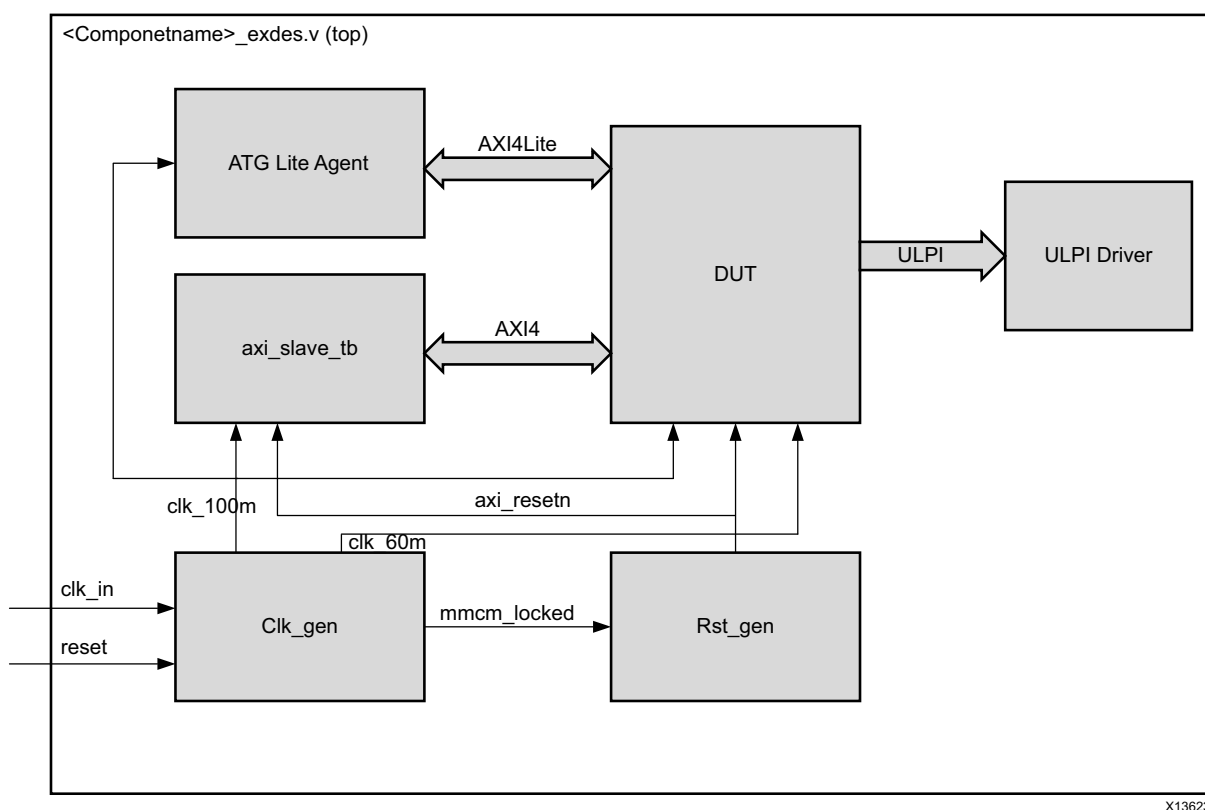 <Componetname>_exdes.v (top)
ATG Lite Agent
AXI4Lite
DUT
ULPI
ULPI Driver
axi_slave_tb
AXI4
clk_100m
axi_resetn
clk_60m
clk_in
reset
Clk_gen
mmcm_locked
Rst_gen
X13623